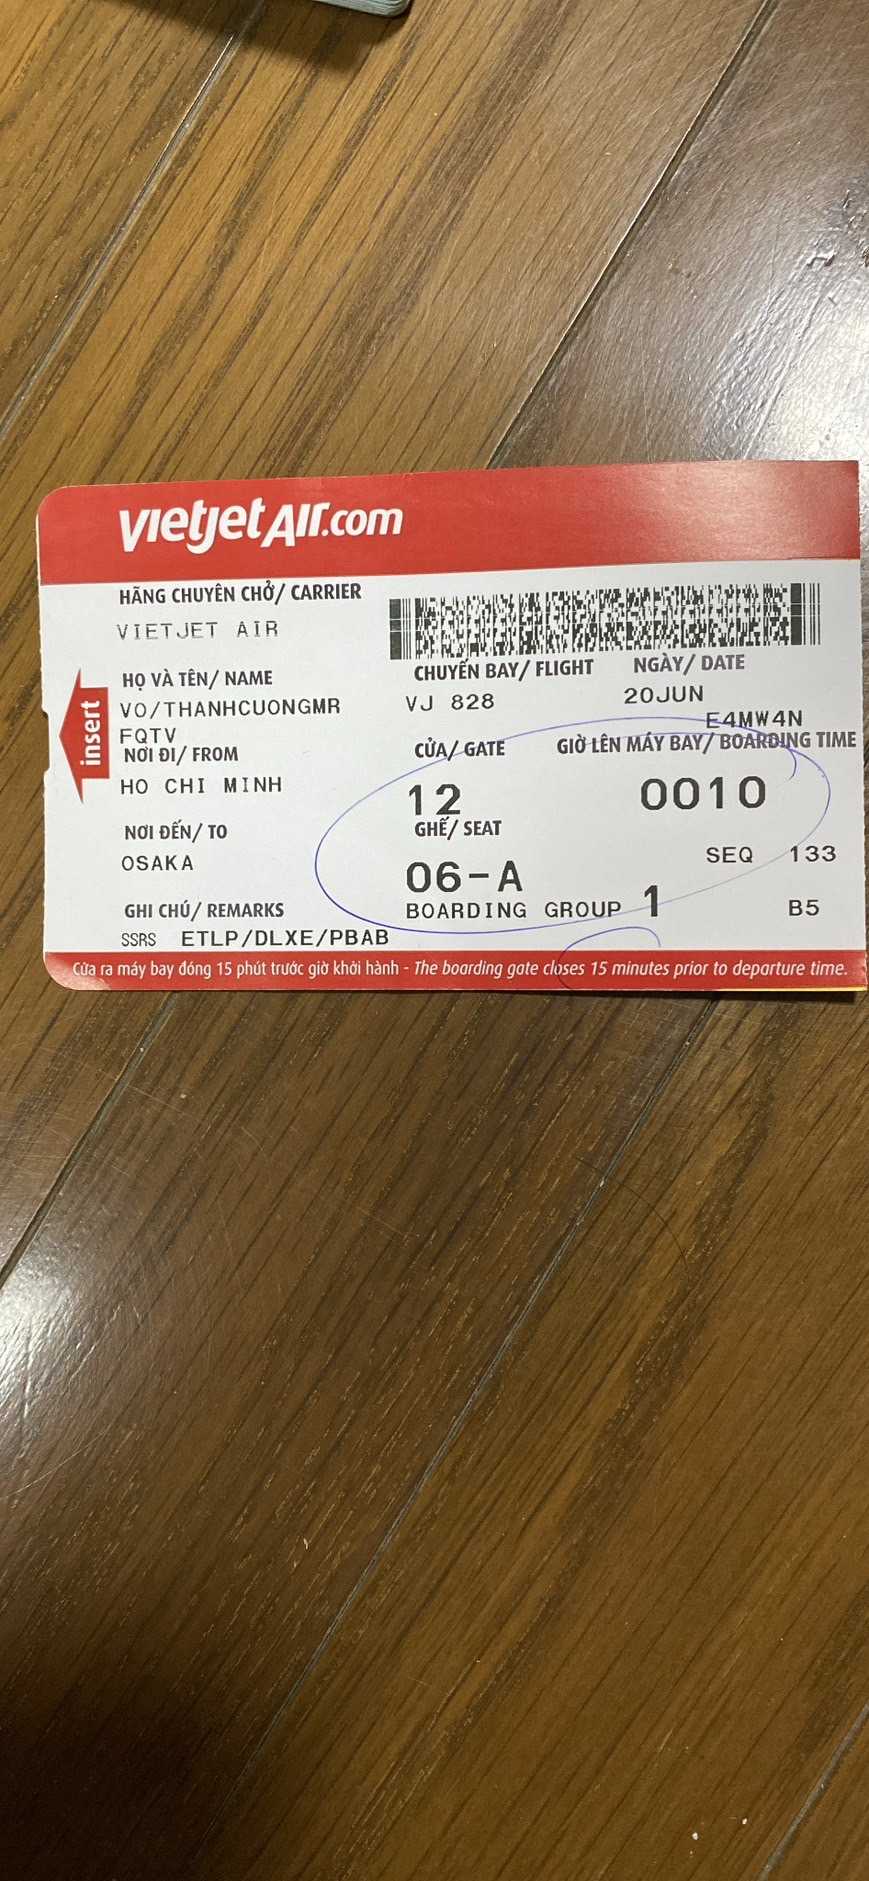 vietjetAir.com
HÃNG CHUYÊN CHỞ/ CARRIER
VIETJET AIR
HỌ VÀ TÊN/ NAME
VO/THANHCUONGMR
FQTV
CHUYẾN BAY/ FLIGHT
VJ 828
NGÀY/ DATE
20JUN
E4MW4N
insert
NƠI ĐI/ FROM
HO CHI MINH
CỬA/ GATE
12
GIỜ LÊN MÁY BAY/ BOARDING TIME
0010
NƠI ĐẾN/ TO
OSAKA
GHẾ/ SEAT
06-A
SEQ 133
BOARDING GROUP 1
B5
GHI CHÚ/ REMARKS
SSRS ETLP/DLXE/PBAB
Cửa ra máy bay đóng 15 phút trước giờ khởi hành - The boarding gate closes 15 minutes prior to departure time.